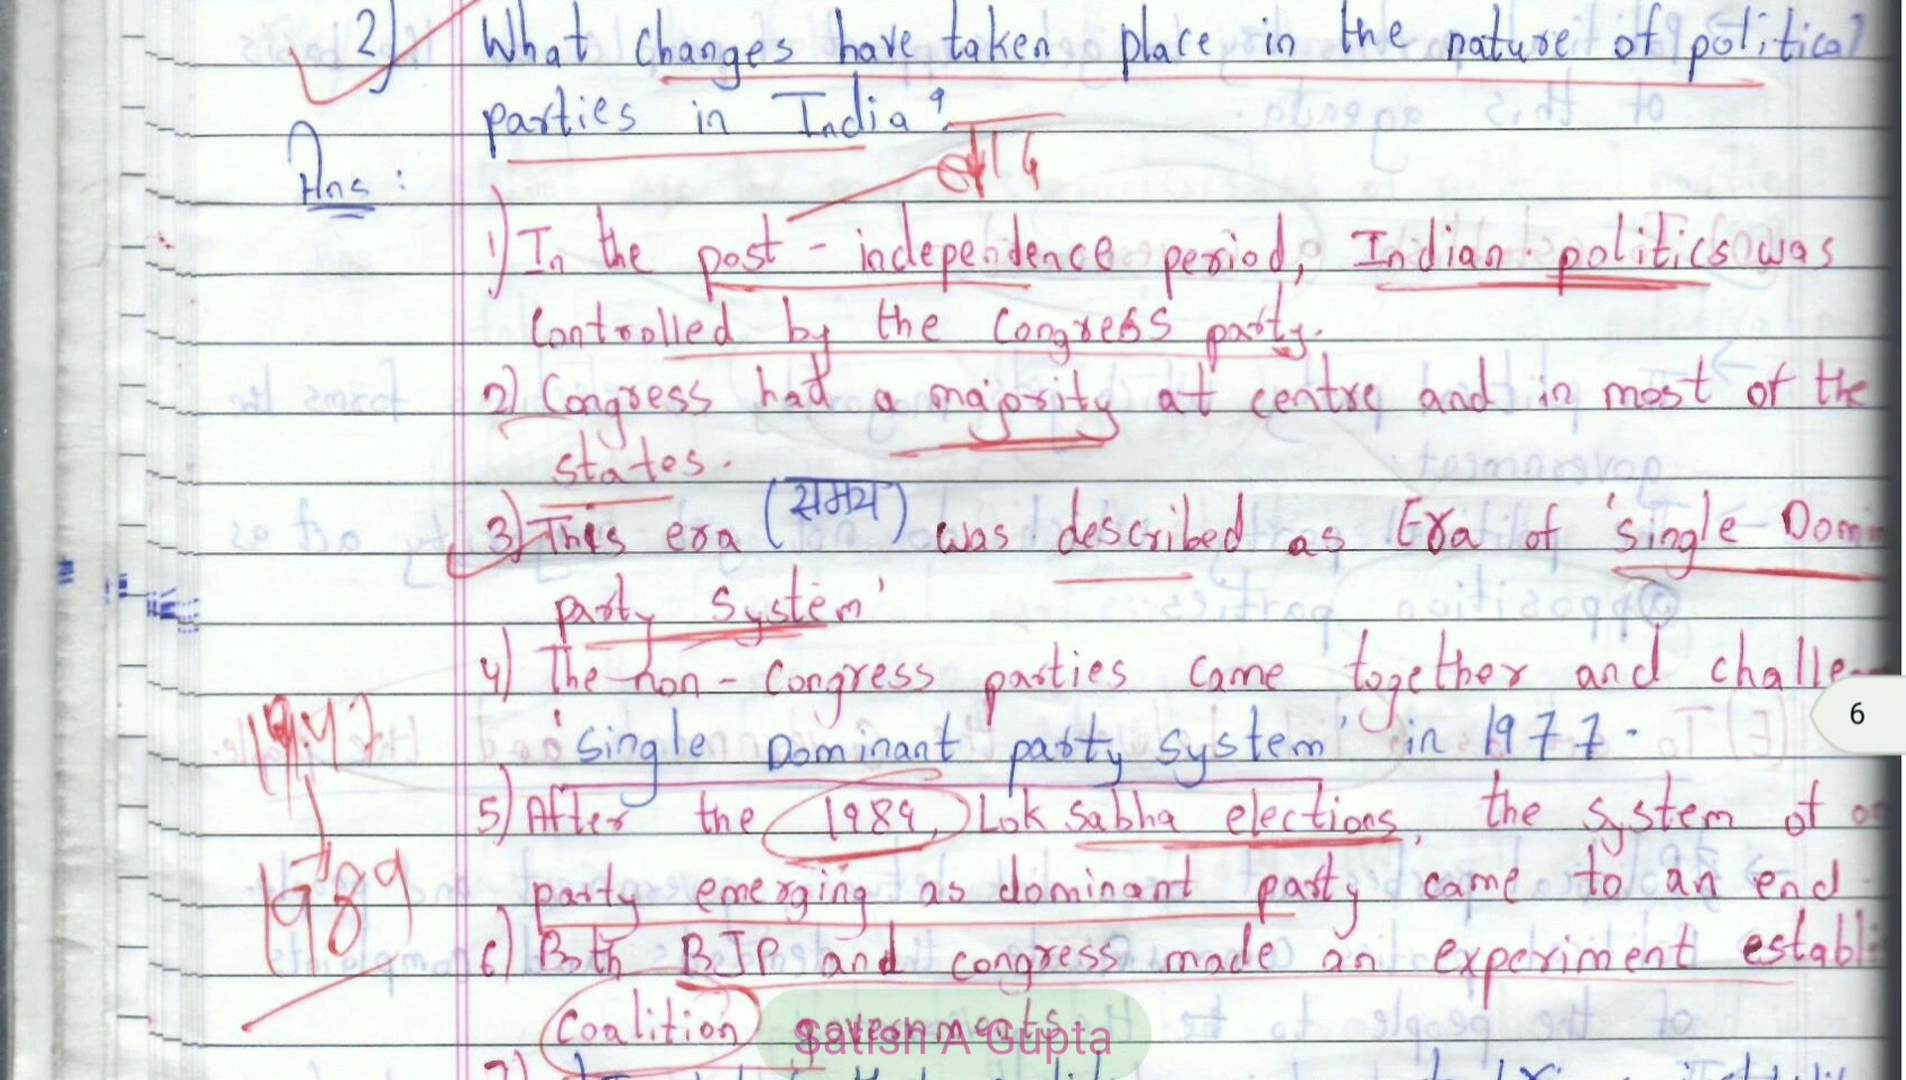 2) What changes have taken place in the nature of political
parties in India?
Ans :
1) In the post - independence period, Indian politics was
Controlled by the Congress party.
2) Congress had a majority at centre and in most of the
states.
3) This era (समय) was described as Era of 'single Domi
party system'
4) The non - Congress parties came together and challe
6
'single Dominant party system' in 1977.
1947
5) After the 1989, Lok sabha elections, the system of
1989
party emerging as dominant party came to an end
6) Both BJP and congress made an experiment establi
Coalition governments.
Satish A Gupta
7)